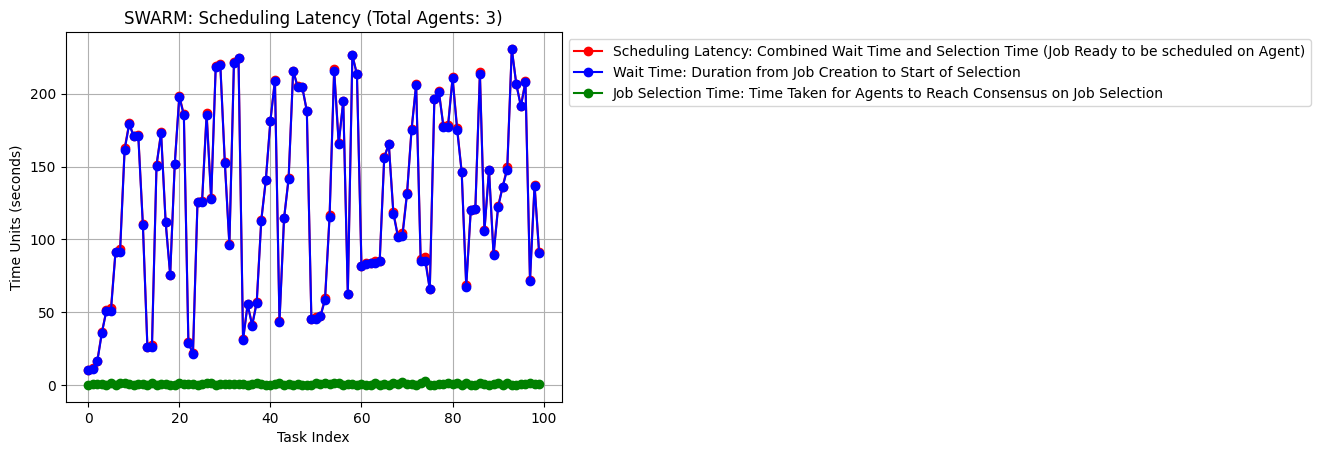 SWARM: Scheduling Latency (Total Agents: 3)
Scheduling Latency: Combined Wait Time and Selection Time (Job Ready to be scheduled on Agent)
Wait Time: Duration from Job Creation to Start of Selection
Job Selection Time: Time Taken for Agents to Reach Consensus on Job Selection
Time Units (seconds)
200
150
100
50
0
0 20 40 60 80 100
Task Index